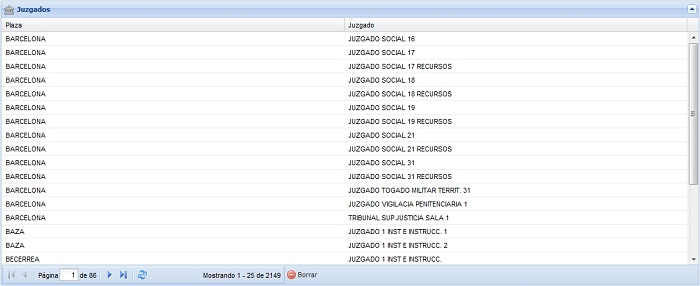 Juzgados
Plaza Juzgado
BARCELONA JUZGADO SOCIAL 16
BARCELONA JUZGADO SOCIAL 17
BARCELONA JUZGADO SOCIAL 17 RECURSOS
BARCELONA JUZGADO SOCIAL 18
BARCELONA JUZGADO SOCIAL 18 RECURSOS
BARCELONA JUZGADO SOCIAL 19
BARCELONA JUZGADO SOCIAL 19 RECURSOS
BARCELONA JUZGADO SOCIAL 21
BARCELONA JUZGADO SOCIAL 21 RECURSOS
BARCELONA JUZGADO SOCIAL 31
BARCELONA JUZGADO SOCIAL 31 RECURSOS
BARCELONA JUZGADO TOGADO MILITAR TERRIT. 31
BARCELONA JUZGADO VIGILACIA PENITENCIARIA 1
BARCELONA TRIBUNAL SUP.JUSTICIA SALA 1
BAZA JUZGADO 1 INST E INSTRUCC. 1
BAZA JUZGADO 1 INST E INSTRUCC. 2
BECERREA JUZGADO 1 INST E INSTRUCC.
Página 1 de 86 Mostrando 1 - 25 de 2149 Borrar